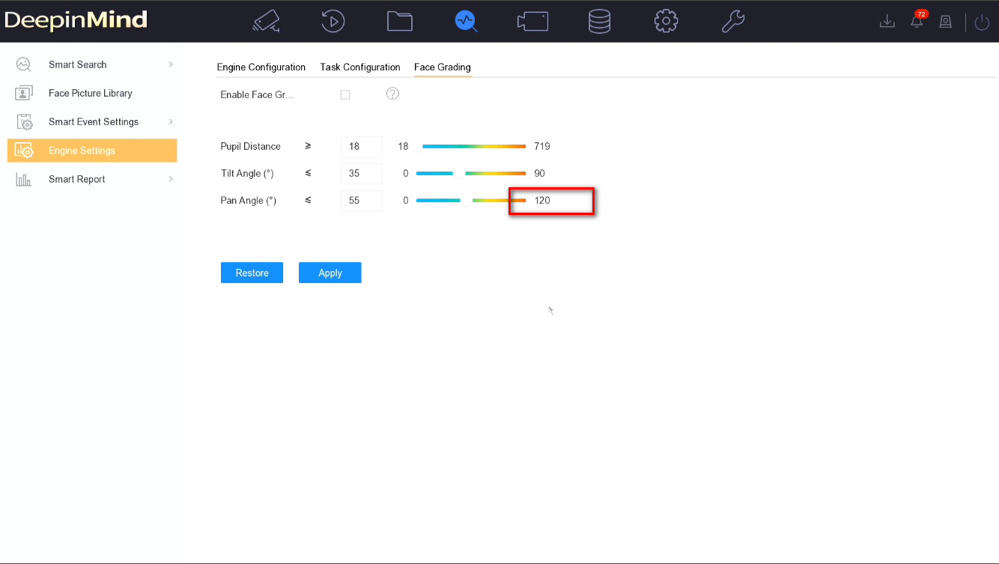 DeepinMind
72
Smart Search
Face Picture Library
Smart Event Settings
Engine Settings
Smart Report
Engine Configuration Task Configuration Face Grading
Enable Face Gr... ?
Pupil Distance ≥ 18 18 719
Tilt Angle (°) ≤ 35 0 90
Pan Angle (°) ≤ 55 0 120
Restore Apply